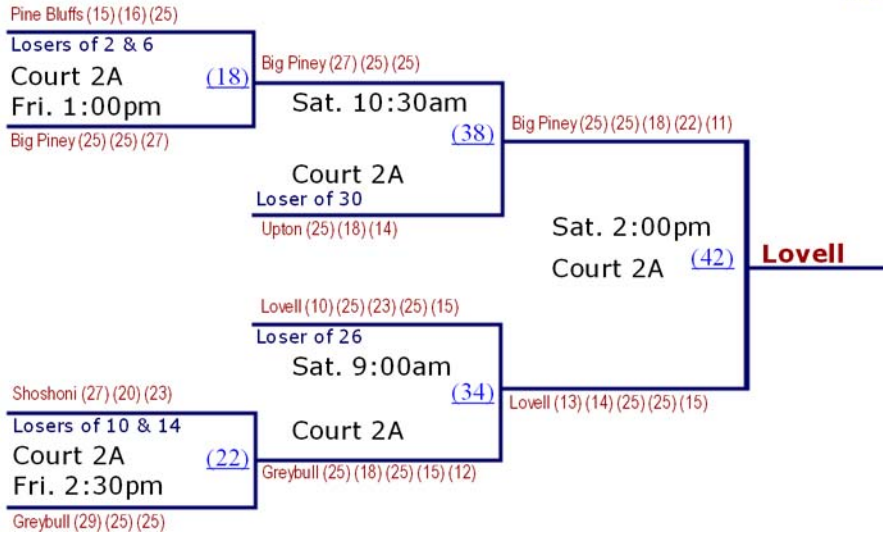 Pine Bluffs (15) (16) (25)
Losers of 2 & 6
Court 2A
(18)
Fri. 1:00pm
Big Piney (25) (25) (27)
Big Piney (27) (25) (25)
Sat. 10:30am
(38)
Court 2A
Loser of 30
Upton (25) (18) (14)
Big Piney (25) (25) (18) (22) (11)
Sat. 2:00pm
Court 2A
(42)
Lovell
Lovell (10) (25) (23) (25) (15)
Loser of 26
Sat. 9:00am
(34)
Court 2A
Lovell (13) (14) (25) (25) (15)
Shoshoni (27) (20) (23)
Losers of 10 & 14
Court 2A
(22)
Fri. 2:30pm
Greybull (25) (18) (25) (15) (12)
Greybull (29) (25) (25)